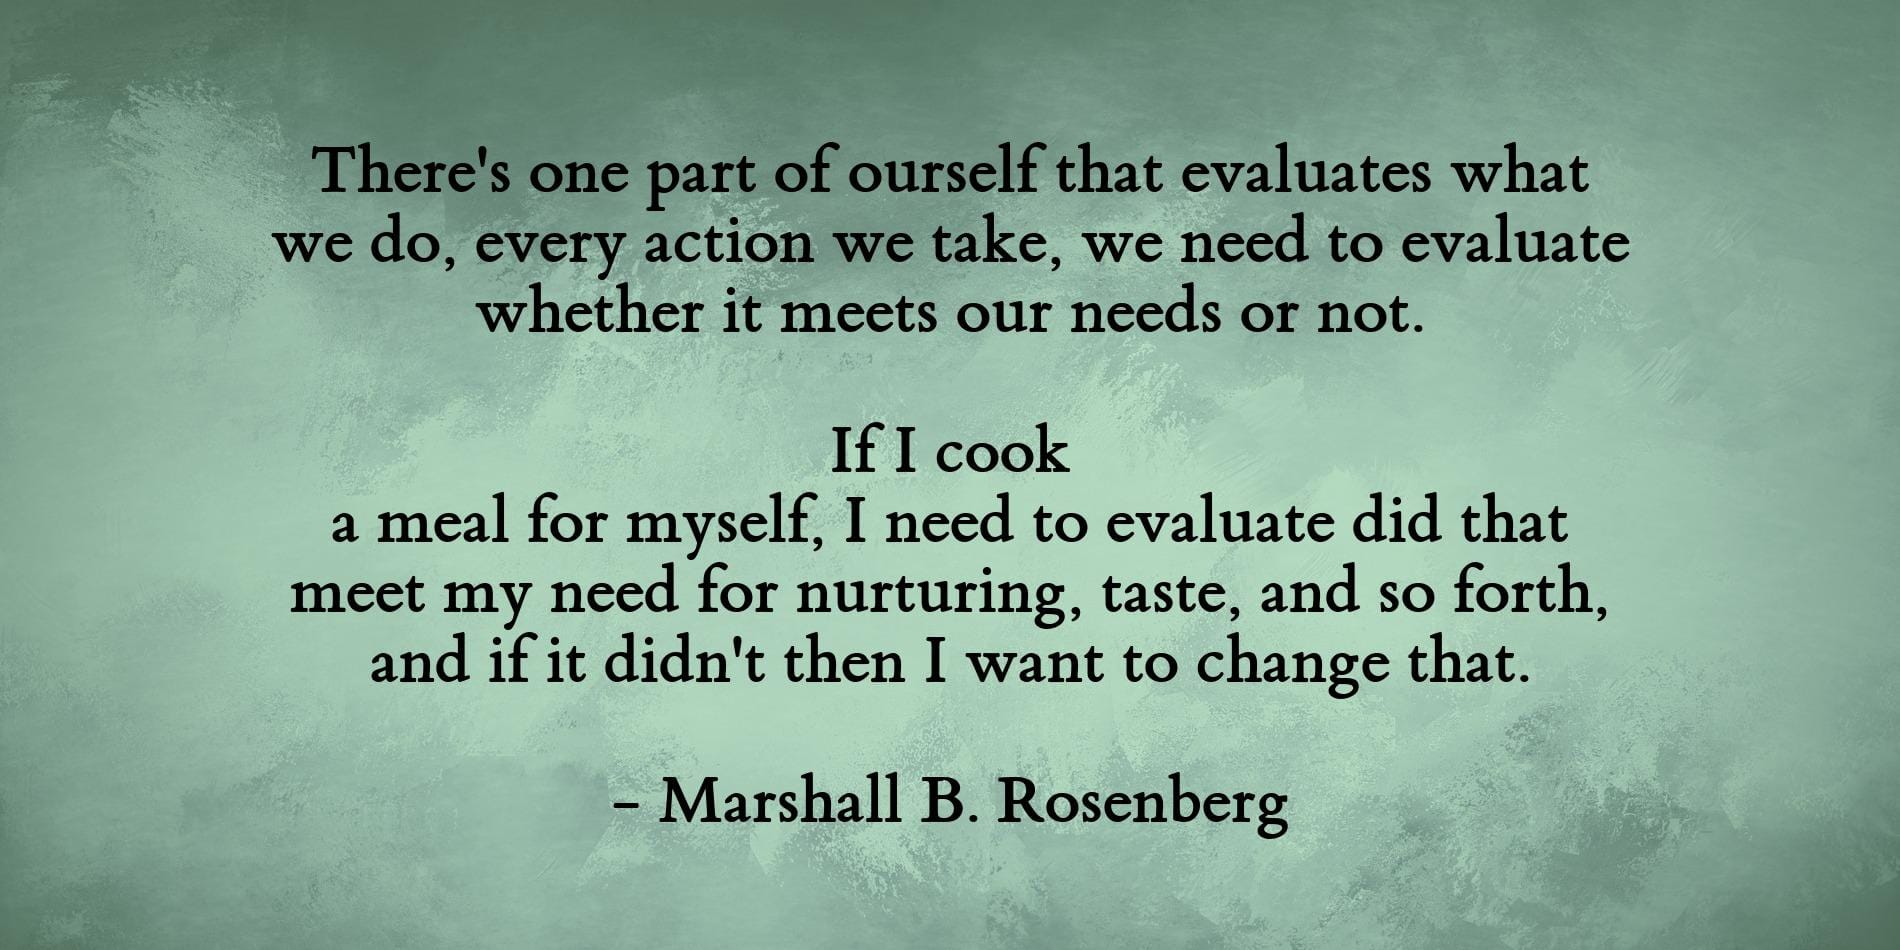 There's one part of ourself that evaluates what
we do, every action we take, we need to evaluate
whether it meets our needs or not.
If I cook
a meal for myself, I need to evaluate did that
meet my need for nurturing, taste, and so forth,
and if it didn't then I want to change that.
– Marshall B. Rosenberg